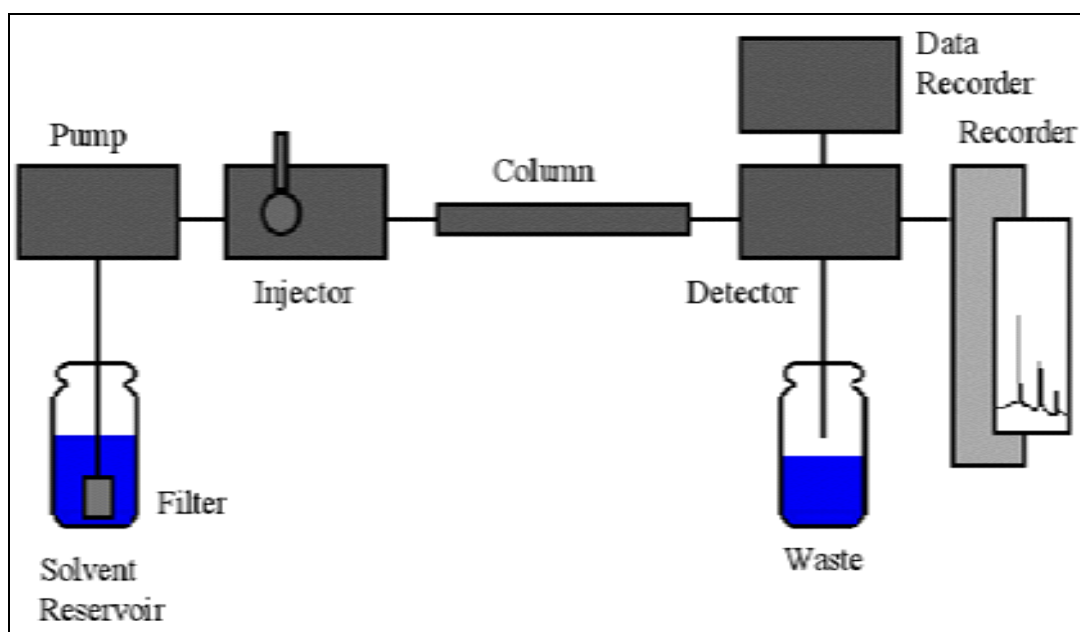 Data
Recorder
Pump
Recorder
Column
Injector
Detector
Filter
Waste
Solvent
Reservoir